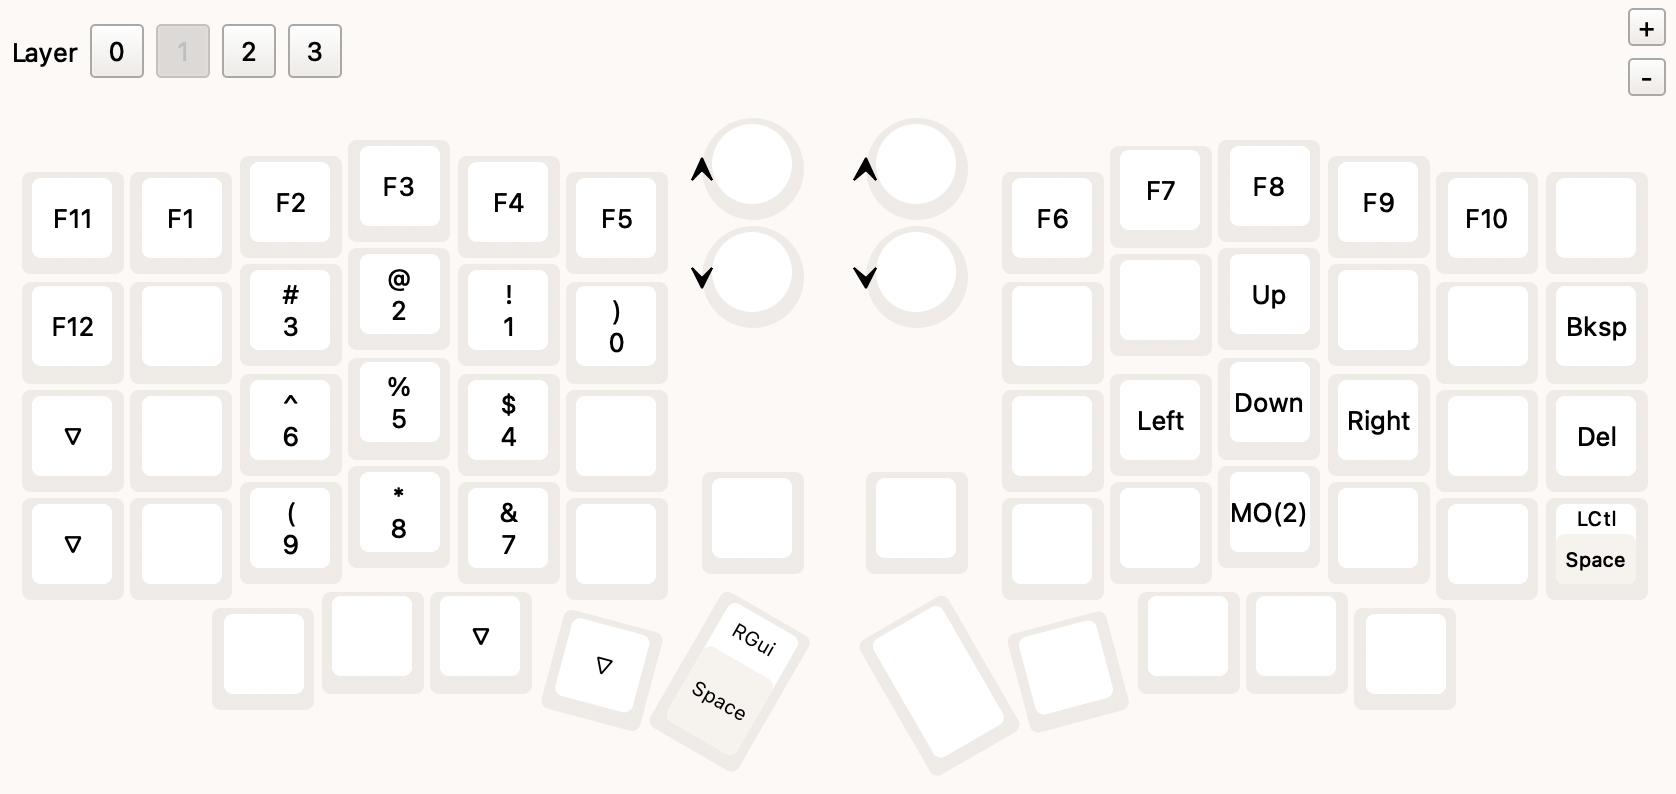 Layer 0 1 2 3
+
-
F11 F1 F2 F3 F4 F5 F6 F7 F8 F9 F10
F12
#
3
@
2
!
1
)
0
Up
Bksp
▽
^
6
%
5
$
4
Left
Down
Right
Del
▽
(
9
*
8
&
7
MO(2)
LCtl
Space
▽
▽
RGui
Space